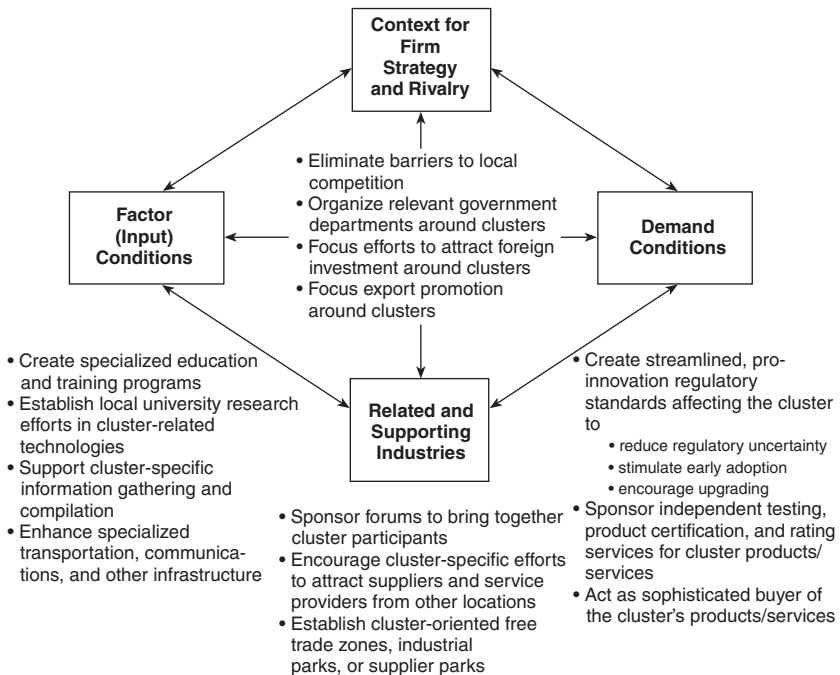 Context for
Firm
Strategy
and Rivalry
• Eliminate barriers to local
competition
• Organize relevant government
departments around clusters
• Focus efforts to attract foreign
investment around clusters
• Focus export promotion
around clusters
Factor
(Input)
Conditions
Demand
Conditions
• Create specialized education
and training programs
• Establish local university research
efforts in cluster-related
technologies
• Support cluster-specific
information gathering and
compilation
• Enhance specialized
transportation, communica-
tions, and other infrastructure
Related and
Supporting
Industries
• Sponsor forums to bring together
cluster participants
• Encourage cluster-specific efforts
to attract suppliers and service
providers from other locations
• Establish cluster-oriented free
trade zones, industrial
parks, or supplier parks
• Create streamlined, pro-
innovation regulatory
standards affecting the cluster
to
• reduce regulatory uncertainty
• stimulate early adoption
• encourage upgrading
• Sponsor independent testing,
product certification, and rating
services for cluster products/
services
• Act as sophisticated buyer of
the cluster’s products/services